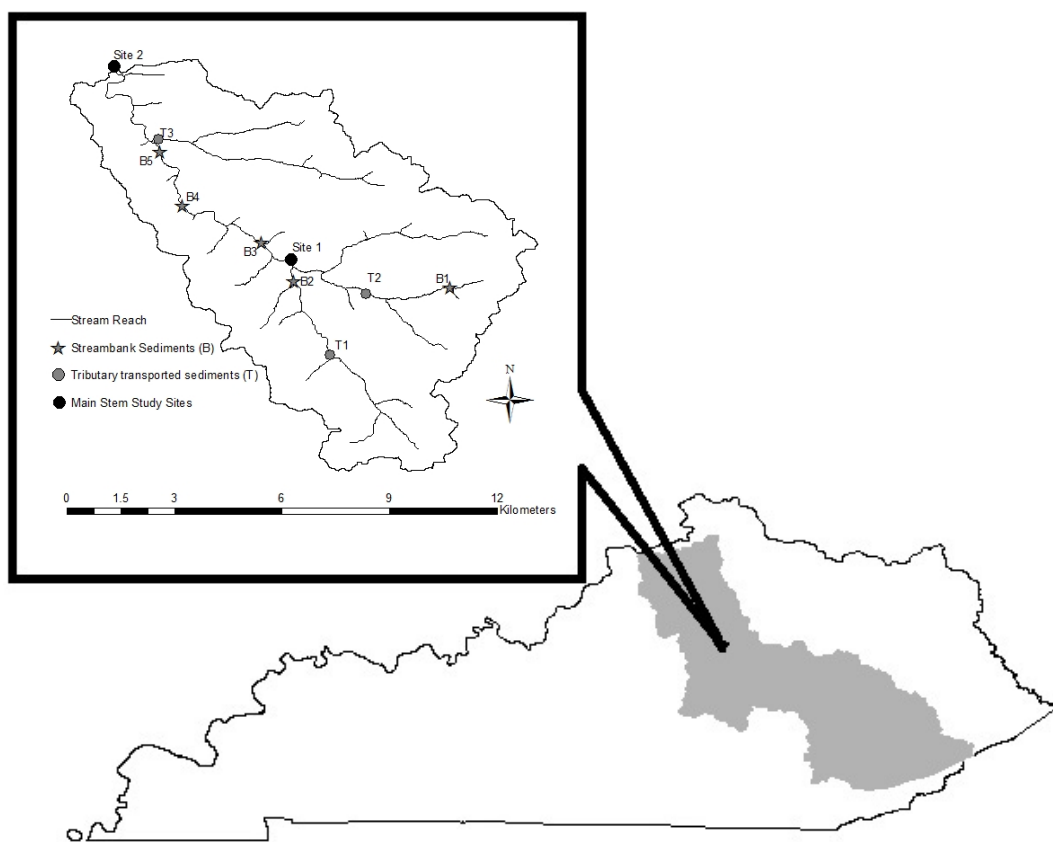 Site 2
T3
B5
B4
Site 1
B3
B2
T2
B1
T1
Stream Reach
Streambank Sediments (B)
Tributary transported sediments (T)
Main Stem Study Sites
N
0 1.5 3 6 9 12
Kilometers